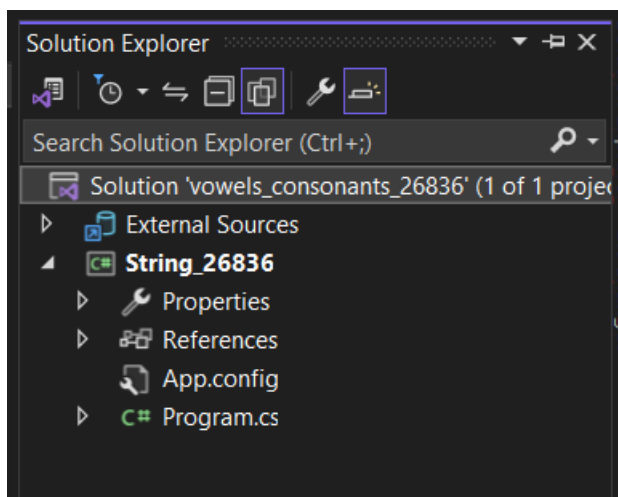 Solution Explorer
Search Solution Explorer (Ctrl+;)
Solution 'vowels_consonants_26836' (1 of 1 projec
External Sources
C# String_26836
Properties
References
App.config
C# Program.cs